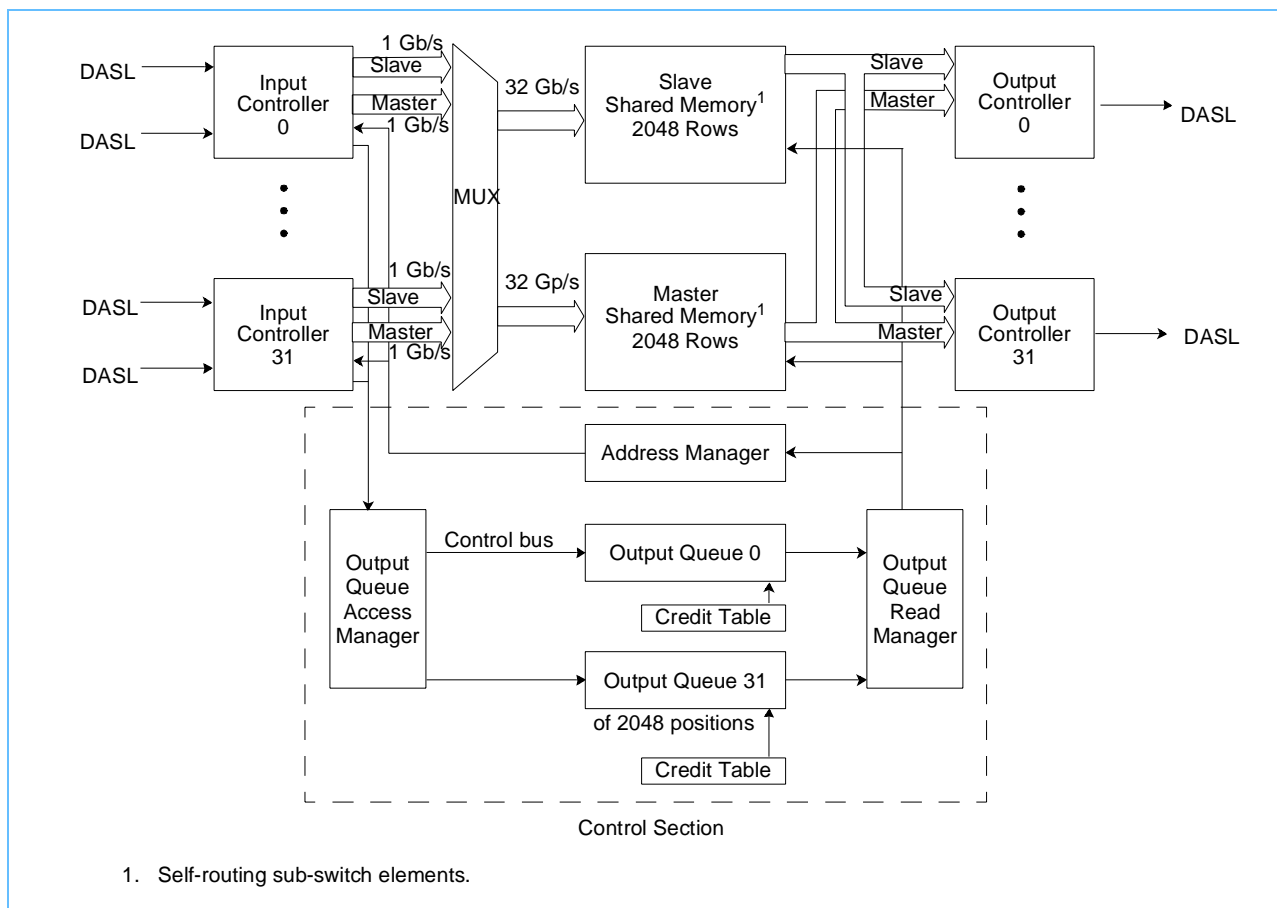 1 Gb/s
DASL
Input
Controller
0
Slave
Master
1 Gb/s
DASL
MUX
32 Gb/s
Slave
Shared Memory1
2048 Rows
Slave
Master
Output
Controller
0
DASL
1 Gb/s
DASL
Input
Controller
31
Slave
Master
1 Gb/s
DASL
32 Gp/s
Master
Shared Memory1
2048 Rows
Slave
Master
Output
Controller
31
DASL
Address Manager
Output
Queue
Access
Manager
Control bus
Output Queue 0
Credit Table
Output Queue 31
of 2048 positions
Credit Table
Output
Queue
Read
Manager
Control Section
1. Self-routing sub-switch elements.